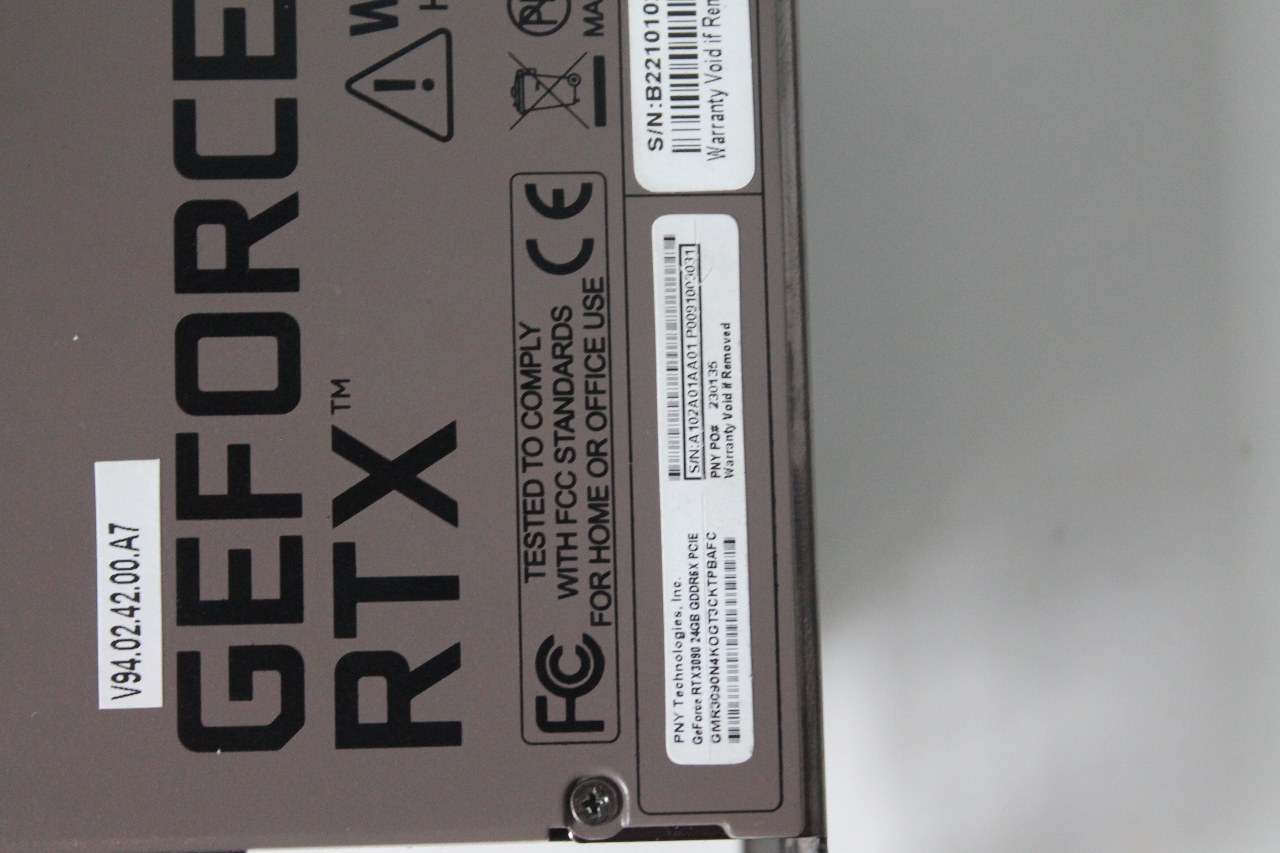 V94.02.42.00.A7
GEFORCE
RTX™
TESTED TO COMPLY
WITH FCC STANDARDS
FOR HOME OR OFFICE USE
FC CE
PNY Technologies, Inc.
GeForce RTX3090 24GB GDDR6X PCIE
GMR3090N4KOGT3CKTPBAFC
S/N:A102A01AA01 P0091003031
PNY PO# 230135
Warranty Void if Removed
S/N:B221010
Warranty Void if Rem